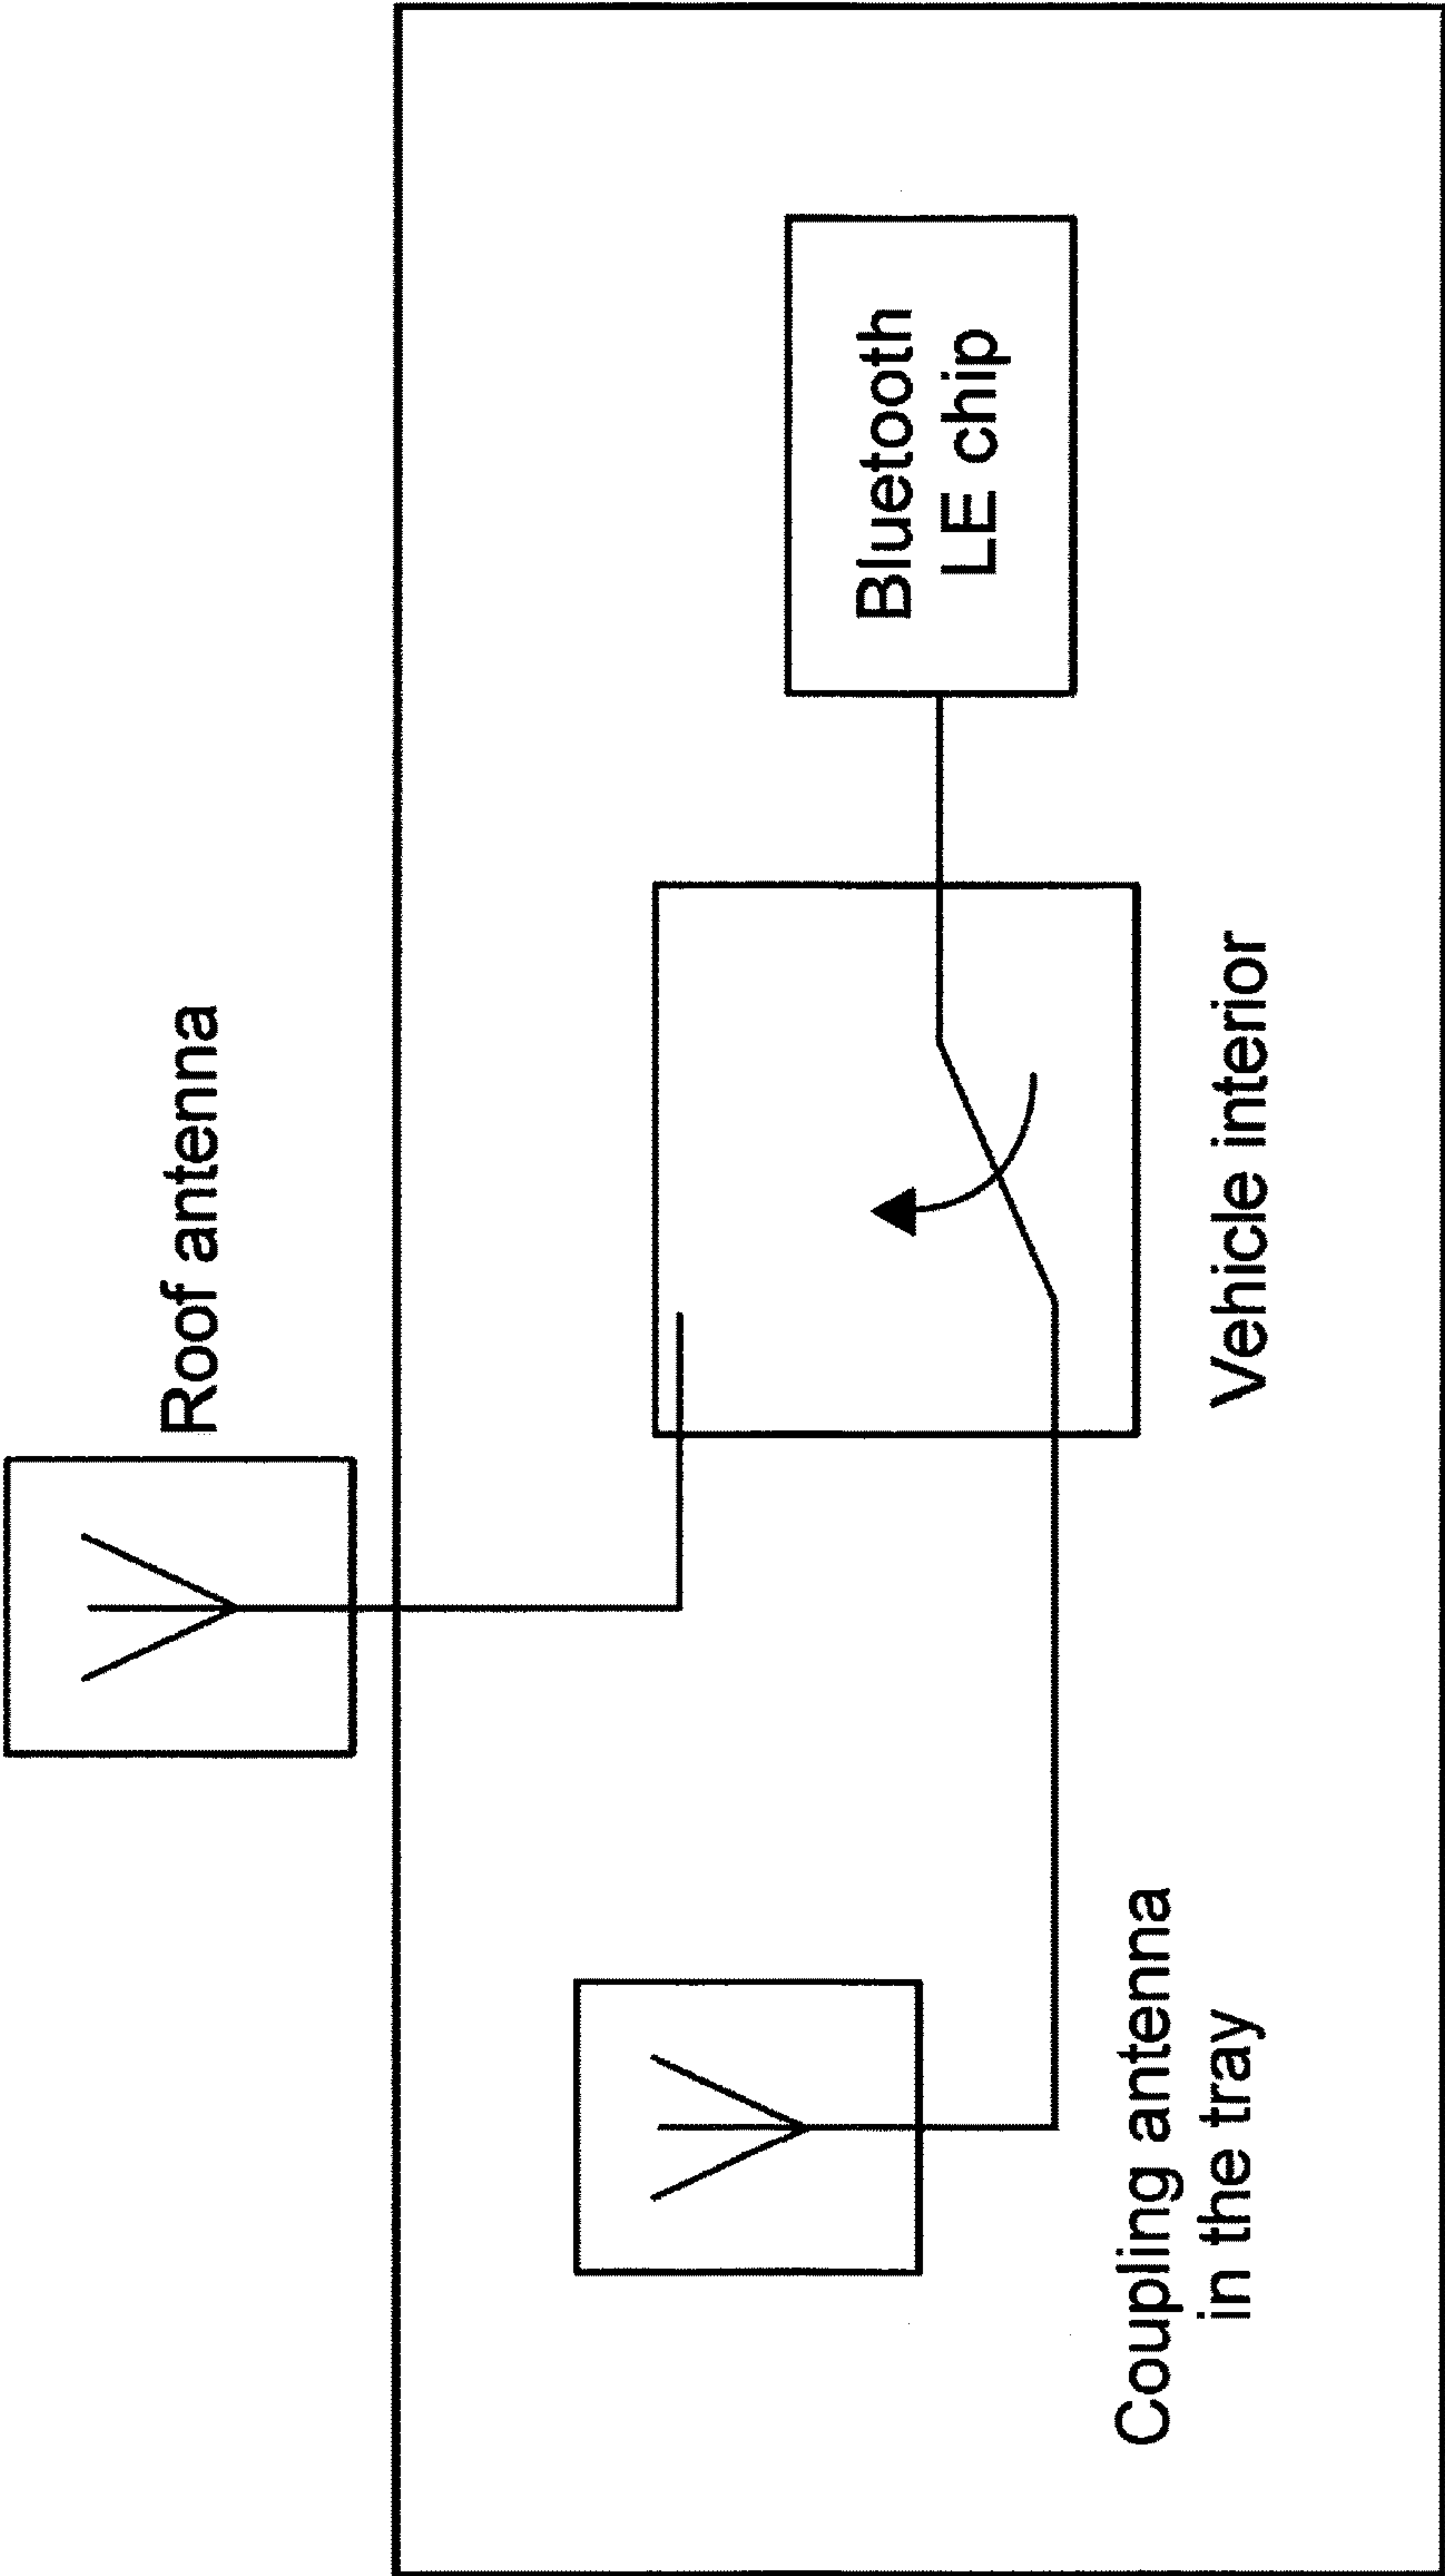 Roof antenna
Bluetooth
LE chip
Vehicle interior
Coupling antenna
in the tray